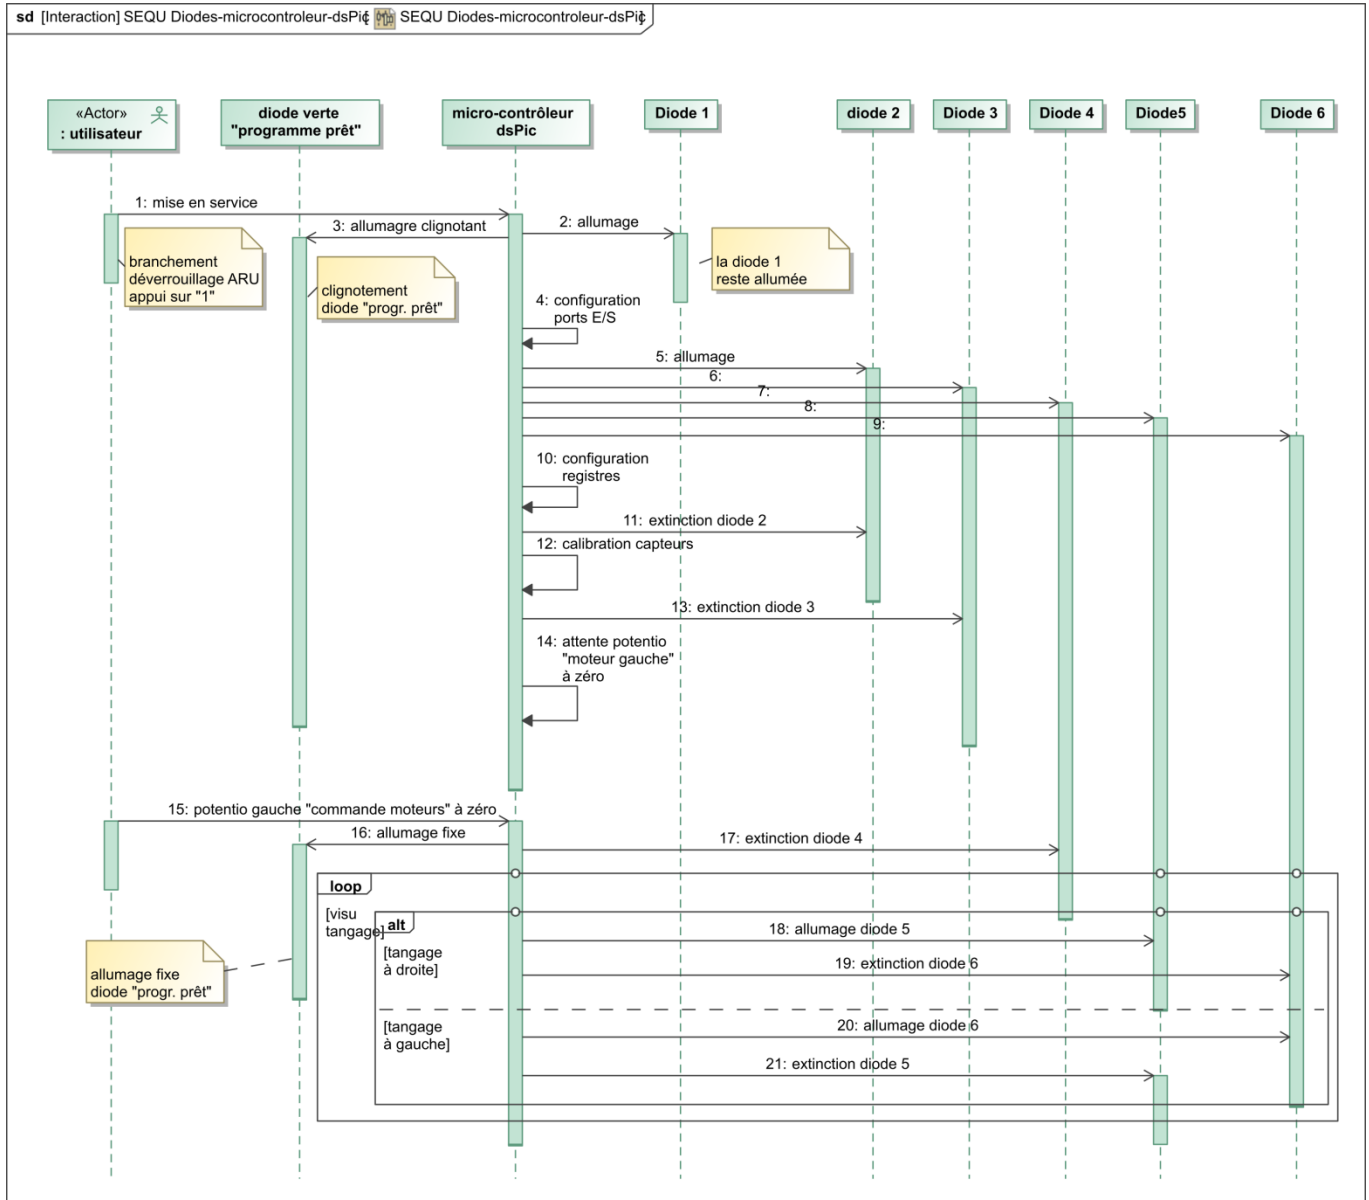 sd [Interaction] SEQU Diodes-microcontroleur-dsPic[ SEQU Diodes-microcontroleur-dsPic]
«Actor»
: utilisateur
diode verte
"programme prêt"
micro-contrôleur
dsPic
Diode 1
diode 2
Diode 3
Diode 4
Diode5
Diode 6
1: mise en service
3: allumagre clignotant
2: allumage
branchement
déverrouillage ARU
appui sur "1"
clignotement
diode "progr. prêt"
la diode 1
reste allumée
4: configuration
ports E/S
5: allumage
6:
7:
8:
9:
10: configuration
registres
11: extinction diode 2
12: calibration capteurs
13: extinction diode 3
14: attente potentio
"moteur gauche"
à zéro
15: potentio gauche "commande moteurs" à zéro
16: allumage fixe
17: extinction diode 4
loop
[visu
tangage]
alt
[tangage
à droite]
18: allumage diode 5
19: extinction diode 6
allumage fixe
diode "progr. prêt"
[tangage
à gauche]
20: allumage diode 6
21: extinction diode 5